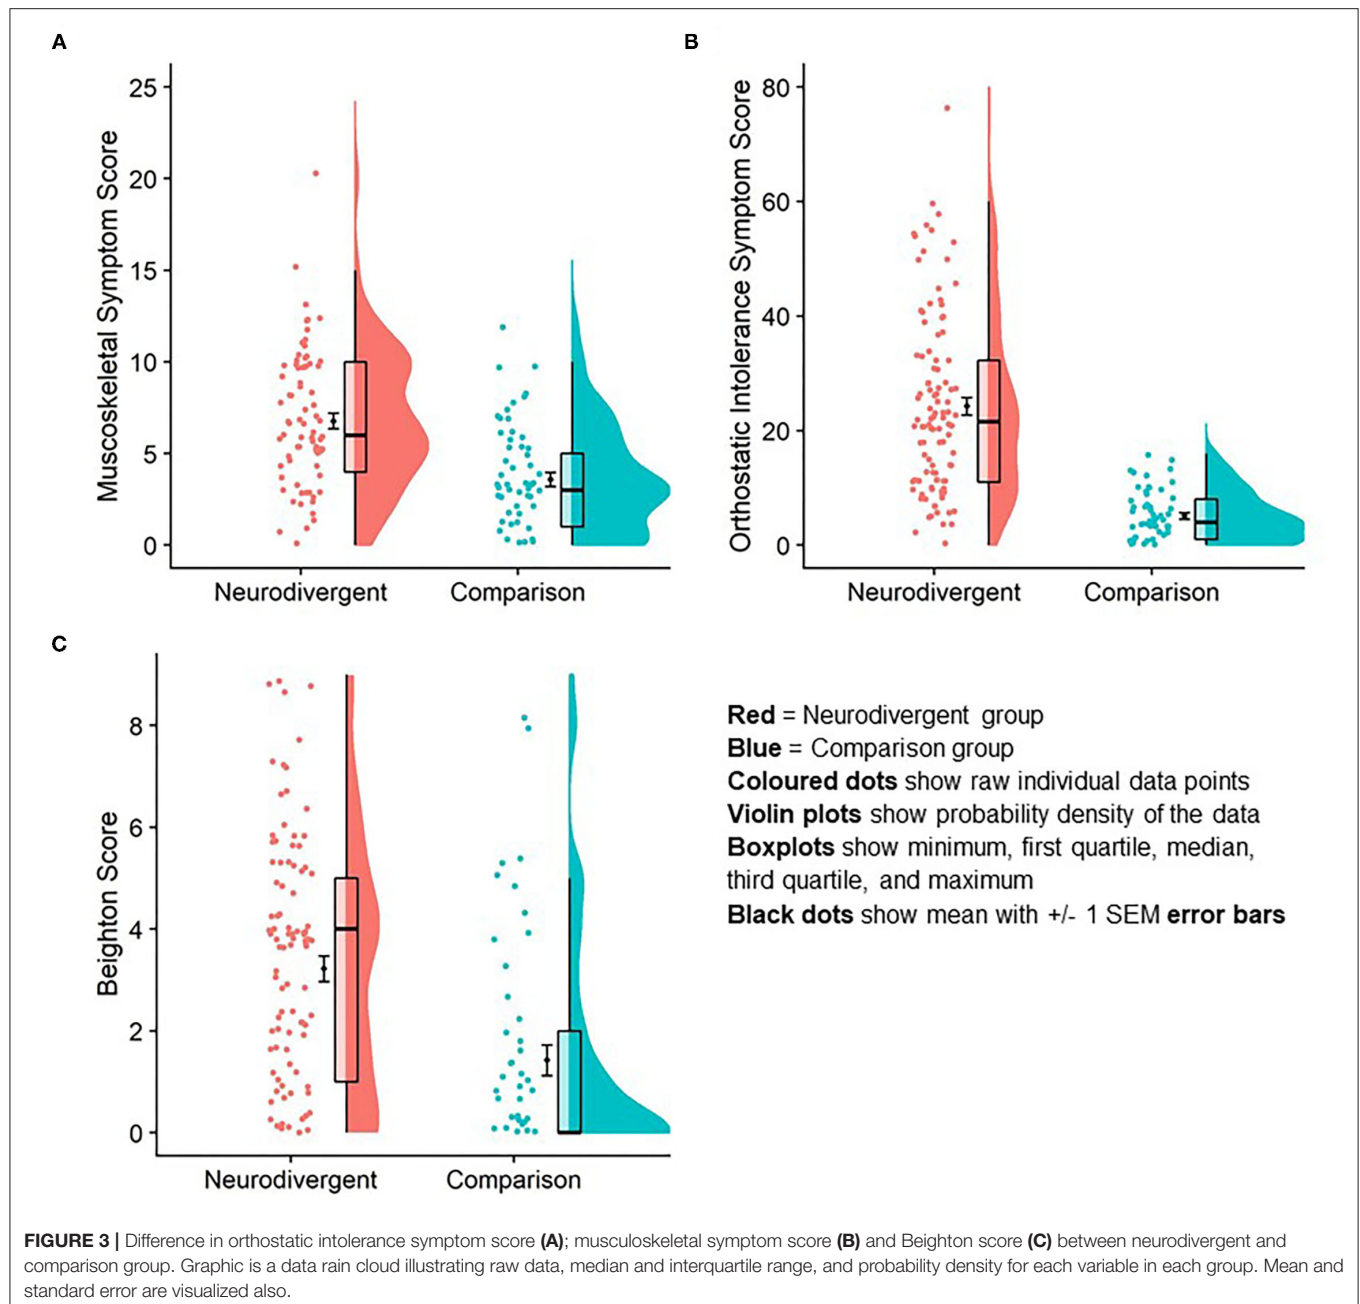 A
Muscoskeletal Symptom Score
25
20
15
10
5
0
Neurodivergent
Comparison
B
Orthostatic Intolerance Symptom Score
80
60
40
20
0
Neurodivergent
Comparison
C
Beighton Score
8
6
4
2
0
Neurodivergent
Comparison
Red = Neurodivergent group
Blue = Comparison group
Coloured dots show raw individual data points
Violin plots show probability density of the data
Boxplots show minimum, first quartile, median,
third quartile, and maximum
Black dots show mean with +/- 1 SEM error bars
FIGURE 3 | Difference in orthostatic intolerance symptom score (A); musculoskeletal symptom score (B) and Beighton score (C) between neurodivergent and
comparison group. Graphic is a data rain cloud illustrating raw data, median and interquartile range, and probability density for each variable in each group. Mean and
standard error are visualized also.